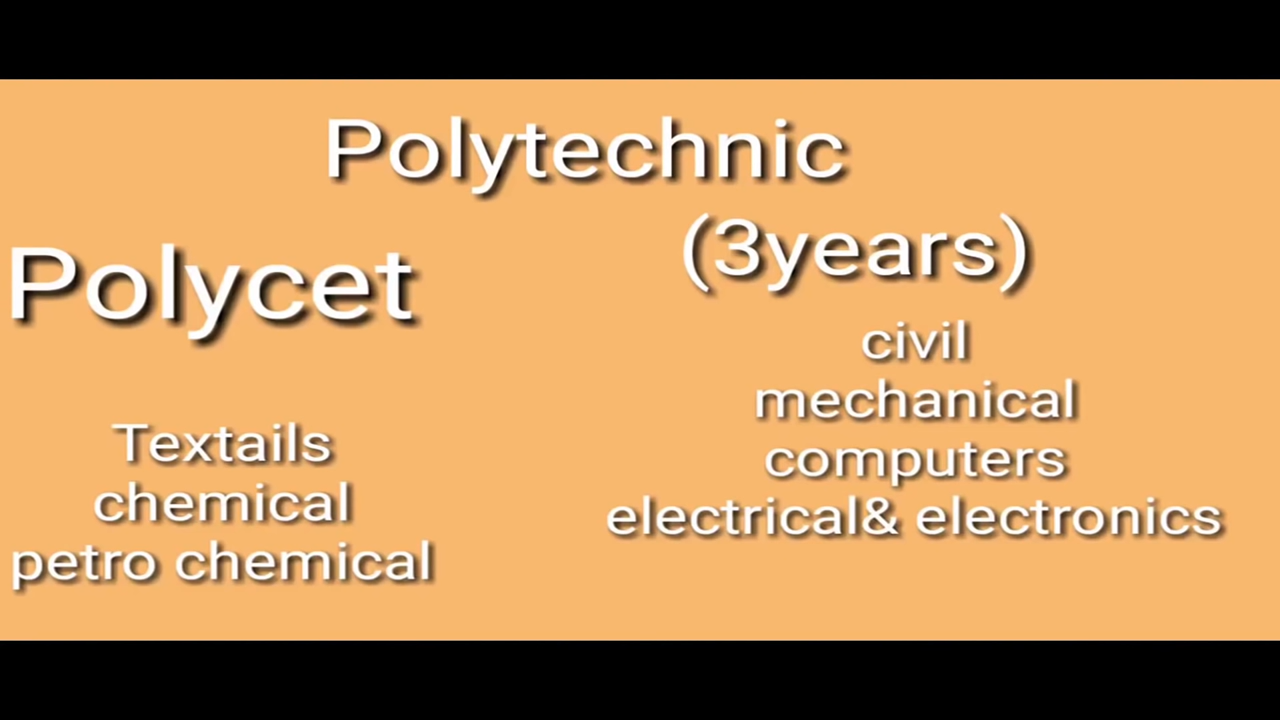 Polytechnic
Polycet
(3years)
Textails
chemical
petro chemical
civil
mechanical
computers
electrical& electronics